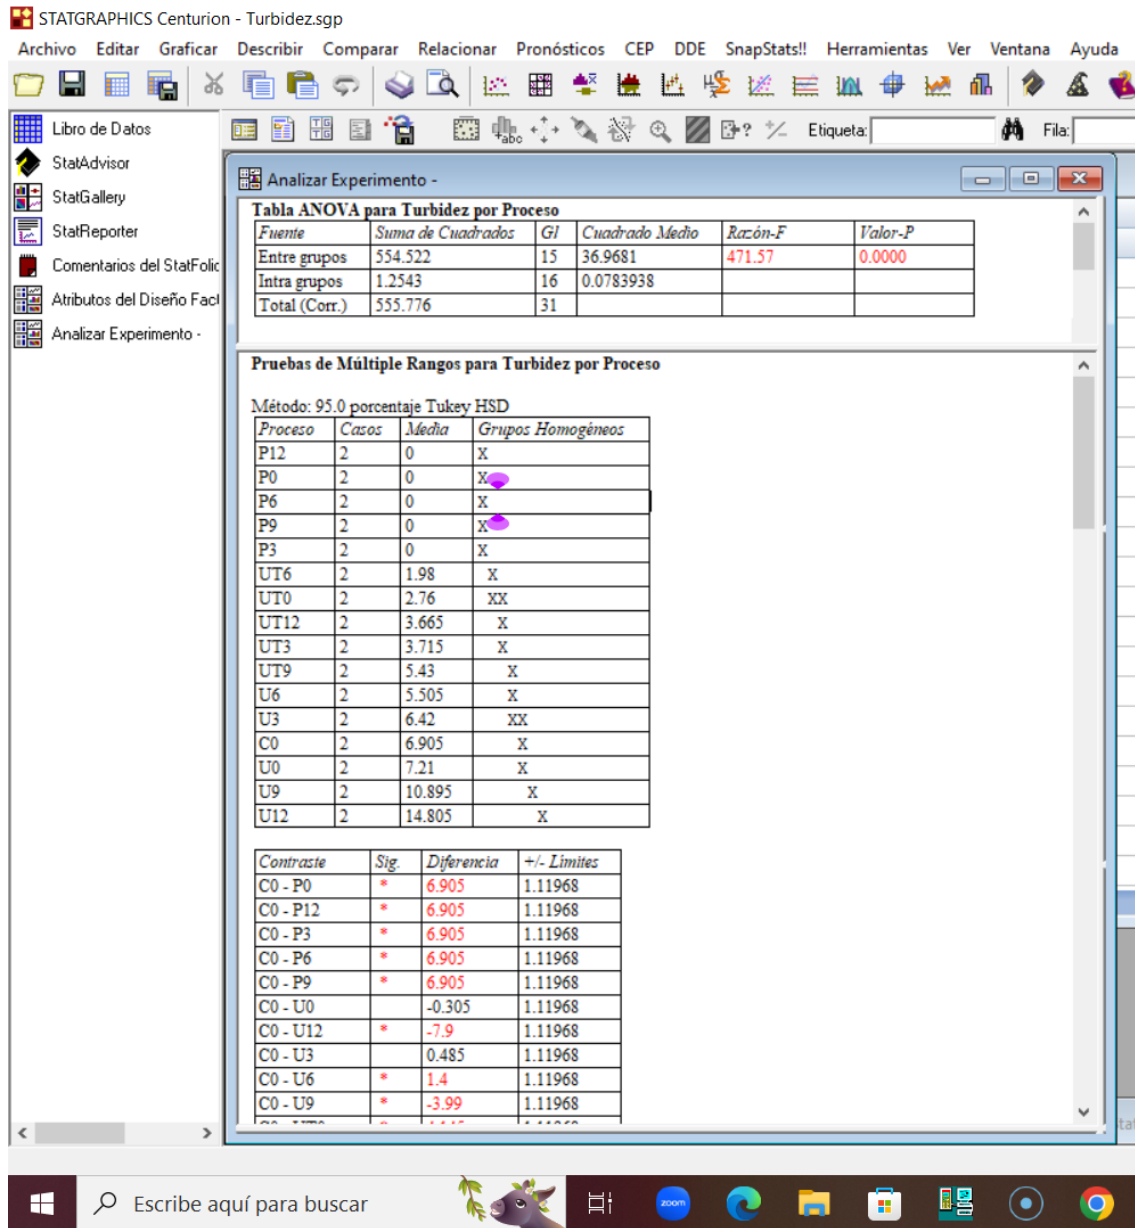 STATGRAPHICS Centurion - Turbidez.sgp
Archivo Editar Graficar Describir Comparar Relacionar Pronósticos CEP DDE SnapStats!! Herramientas Ver Ventana Ayuda
Etiqueta: Fila:
Libro de Datos
StatAdvisor
StatGallery
StatReporter
Comentarios del StatFolio
Atributos del Diseño Fact
Analizar Experimento -
Analizar Experimento -
Tabla ANOVA para Turbidez por Proceso
Fuente Suma de Cuadrados Gl Cuadrado Medio Razón-F Valor-P
Entre grupos 554.522 15 36.9681 471.57 0.0000
Intra grupos 1.2543 16 0.0783938
Total (Corr.) 555.776 31
Pruebas de Múltiple Rangos para Turbidez por Proceso
Método: 95.0 porcentaje Tukey HSD
Proceso Casos Media Grupos Homogéneos
P12 2 0 X
P0 2 0 X
P6 2 0 X
P9 2 0 X
P3 2 0 X
UT6 2 1.98 X
UT0 2 2.76 XX
UT12 2 3.665 X
UT3 2 3.715 X
UT9 2 5.43 X
U6 2 5.505 X
U3 2 6.42 XX
C0 2 6.905 X
U0 2 7.21 X
U9 2 10.895 X
U12 2 14.805 X
Contraste Sig. Diferencia +/- Límites
C0 - P0 * 6.905 1.11968
C0 - P12 * 6.905 1.11968
C0 - P3 * 6.905 1.11968
C0 - P6 * 6.905 1.11968
C0 - P9 * 6.905 1.11968
C0 - U0 -0.305 1.11968
C0 - U12 * -7.9 1.11968
C0 - U3 0.485 1.11968
C0 - U6 * 1.4 1.11968
C0 - U9 * -3.99 1.11968
Escribe aquí para buscar
zoom